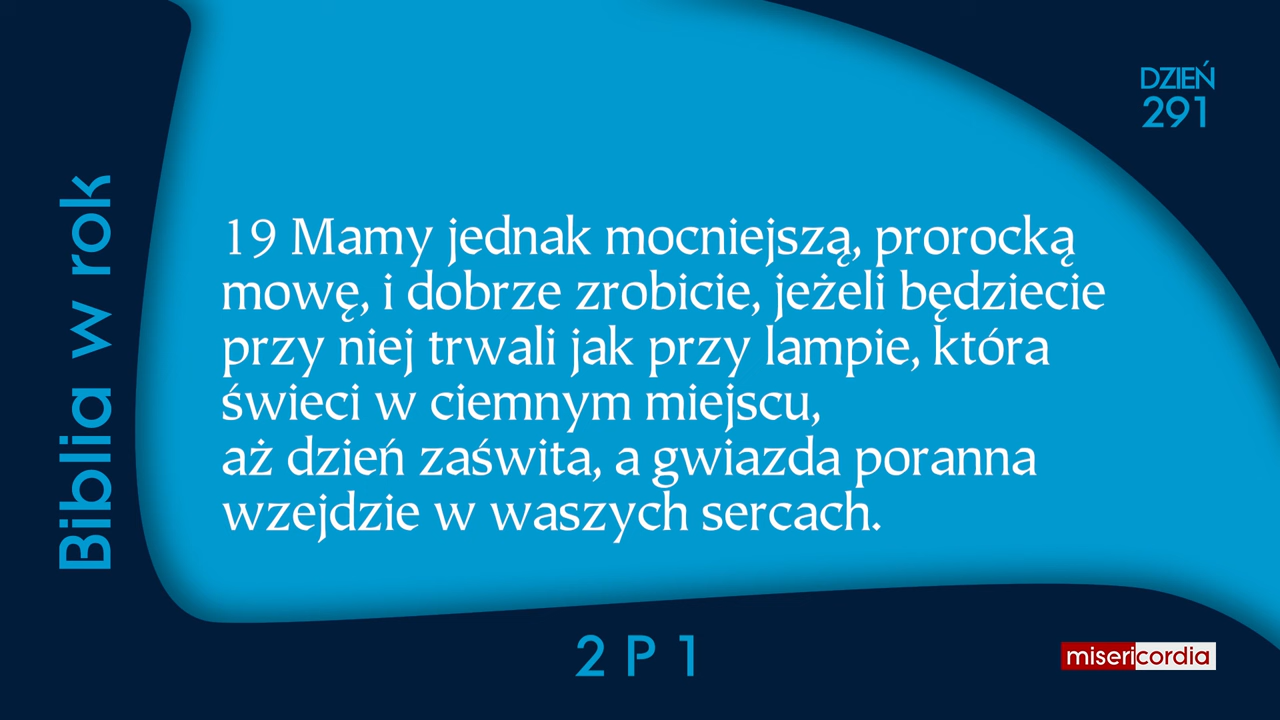 DZIEŃ
291
Biblia w rok
19 Mamy jednak mocniejszą, prorocką
mowę, i dobrze zrobicie, jeżeli będziecie
przy niej trwali jak przy lampie, która
świeci w ciemnym miejscu,
aż dzień zaświta, a gwiazda poranna
wzejdzie w waszych sercach.
2 P 1
misericordia